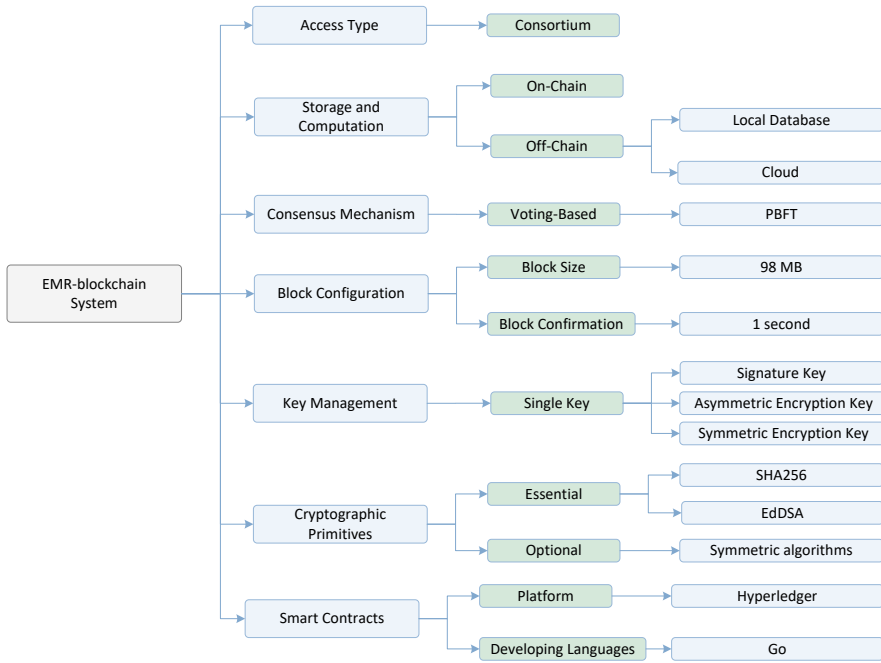 EMR-blockchain
System
Access Type
Consortium
Storage and
Computation
On-Chain
Off-Chain
Local Database
Cloud
Consensus Mechanism
Voting-Based
PBFT
Block Configuration
Block Size
98 MB
Block Confirmation
1 second
Key Management
Single Key
Signature Key
Asymmetric Encryption Key
Symmetric Encryption Key
Cryptographic
Primitives
Essential
SHA256
EdDSA
Optional
Symmetric algorithms
Smart Contracts
Platform
Hyperledger
Developing Languages
Go